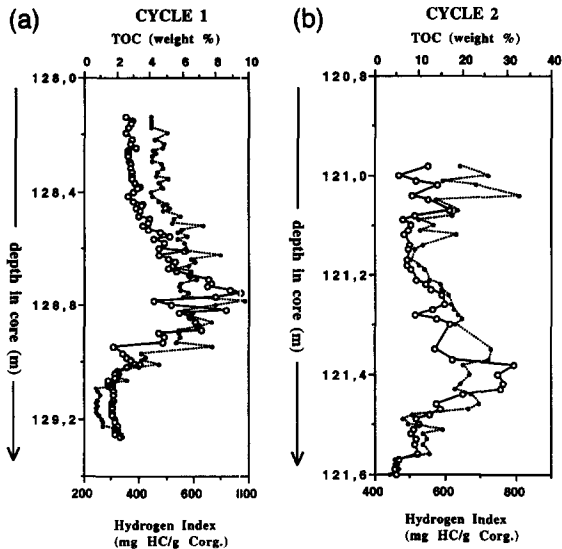 (a)
CYCLE 1
TOC (weight %)
0 2 4 6 8 10
128,0
128,4
128,8
129,2
depth in core (m)
200 400 600 800 1100
Hydrogen Index
(mg HC/g Corg.)
(b)
CYCLE 2
TOC (weight %)
0 10 20 30 40
120,8
121,0
121,2
121,4
121,6
depth in core (m)
400 600 800
Hydrogen Index
(mg HC/g Corg.)